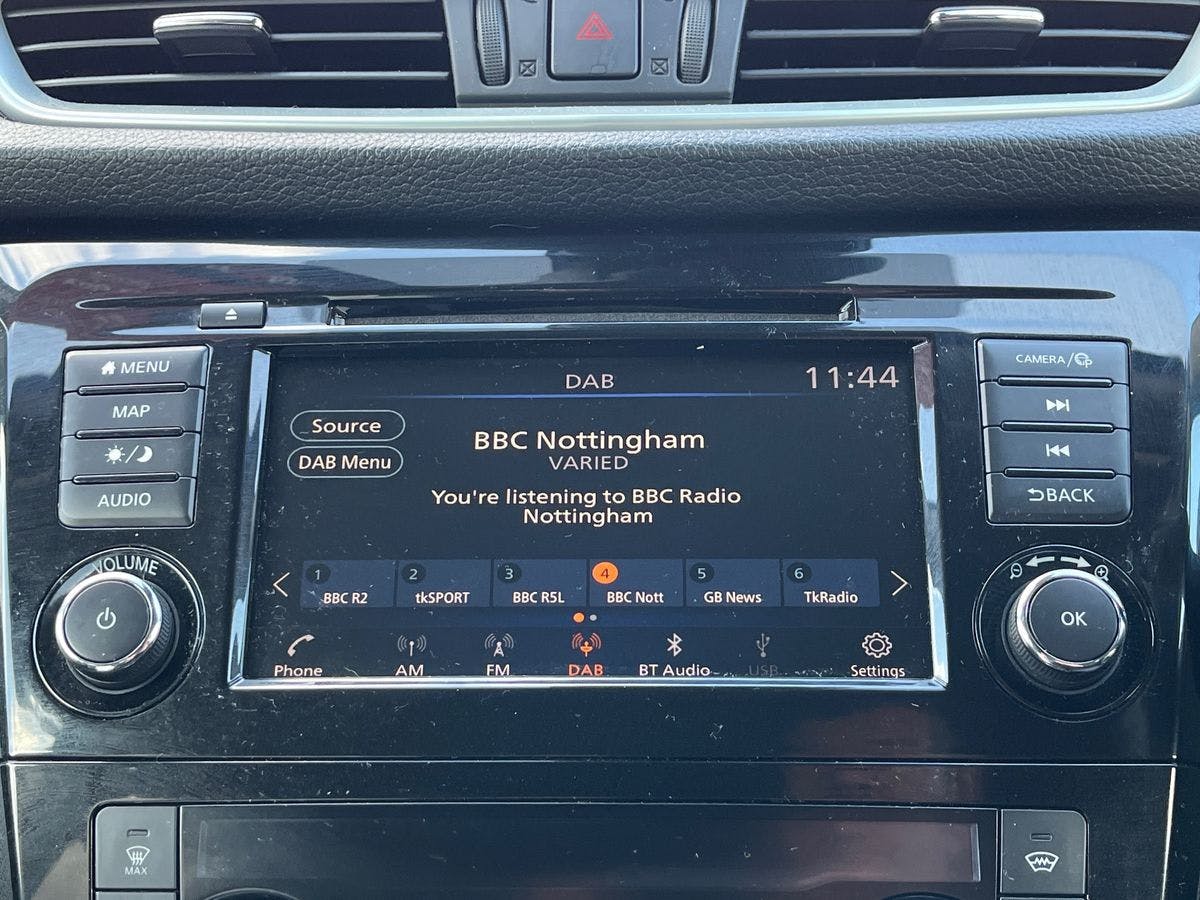 MENU
MAP
AUDIO
VOLUME
DAB
11:44
Source
DAB Menu
BBC Nottingham
VARIED
You're listening to BBC Radio
Nottingham
1
BBC R2
2
tkSPORT
3
BBC R5L
4
BBC Nott
5
GB News
6
TkRadio
Phone
AM
FM
DAB
BT Audio
USB
Settings
CAMERA/
BACK
OK
MAX